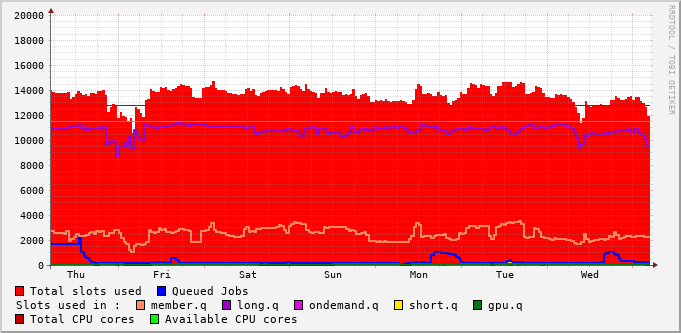 RRDTOOL / TOBI OETIKER
20000
18000
16000
14000
12000
10000
8000
6000
4000
2000
0
Thu Fri Sat Sun Mon Tue Wed
Total slots used Queued Jobs
Slots used in : member.q long.q ondemand.q short.q gpu.q
Total CPU cores Available CPU cores